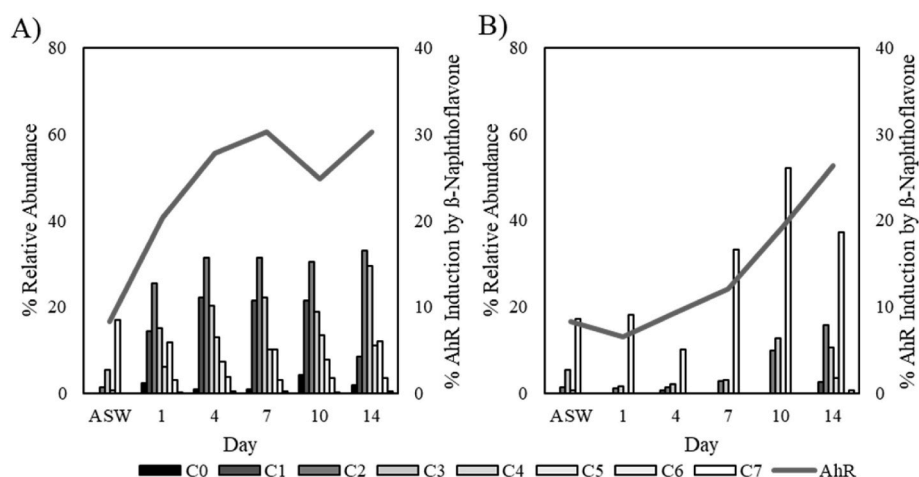 A)
B)
80
60
40
20
0
% Relative Abundance
40
30
20
10
0
% AhR Induction by ß-Naphthoflavone
ASW 1 4 7 10 14
Day
80
60
40
20
0
% Relative Abundance
40
30
20
10
0
% AhR Induction by ß-Naphthoflavone
ASW 1 4 7 10 14
Day
C0 C1 C2 C3 C4 C5 C6 C7 AhR